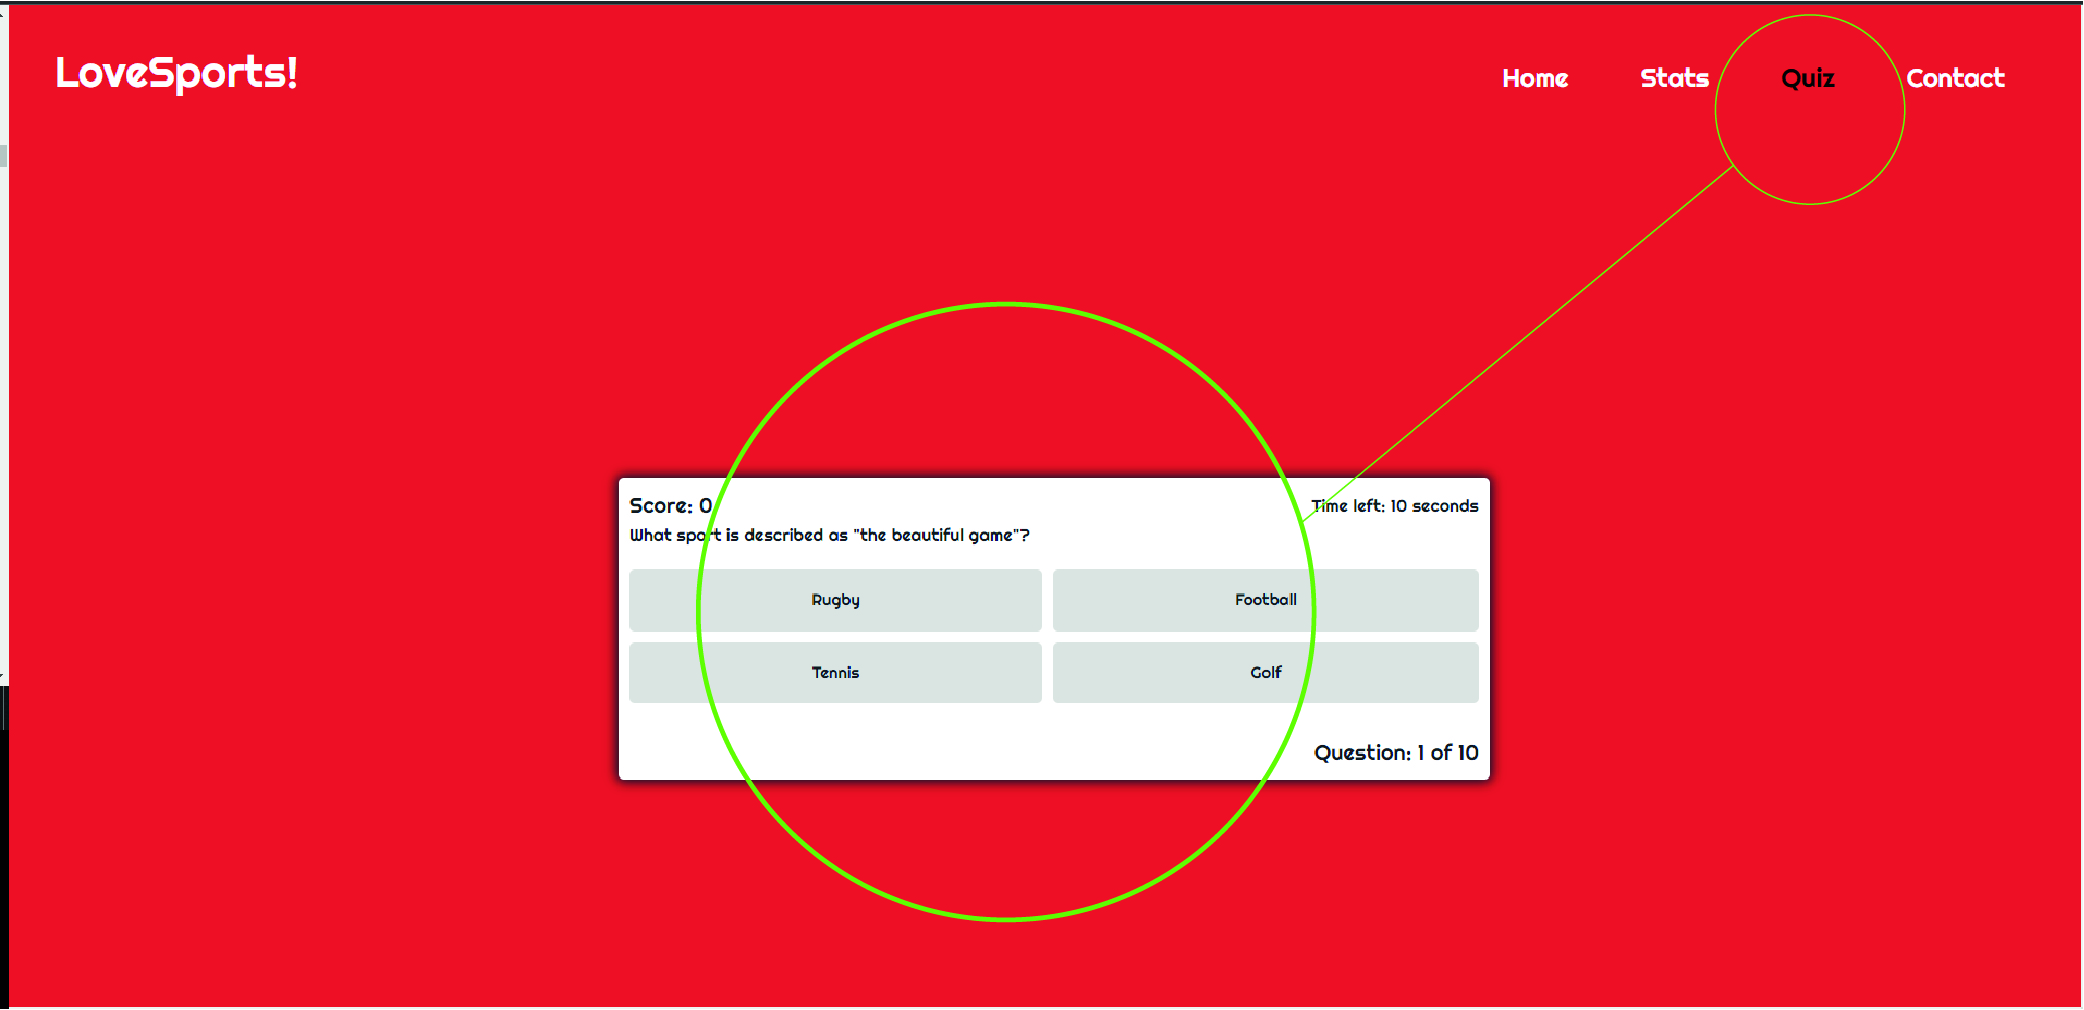 LoveSports!
Home Stats Quiz Contact
Score: 0 Time left: 10 seconds
What sport is described as "the beautiful game"?
Rugby Football
Tennis Golf
Question: 1 of 10